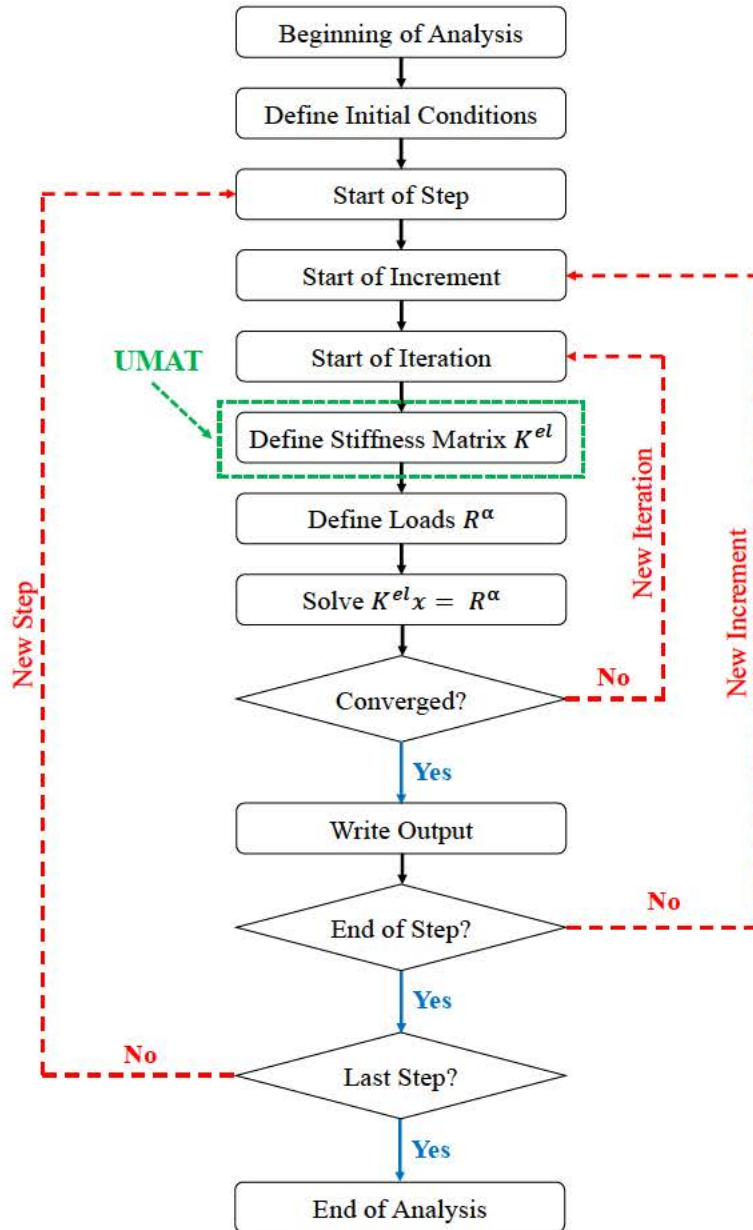 Beginning of Analysis
Define Initial Conditions
Start of Step
Start of Increment
Start of Iteration
UMAT
Define Stiffness Matrix K^{el}
Define Loads R^α
Solve K^{el}x = R^α
New Iteration
New Increment
New Step
Converged?
No
Yes
Write Output
End of Step?
No
Yes
Last Step?
No
Yes
End of Analysis